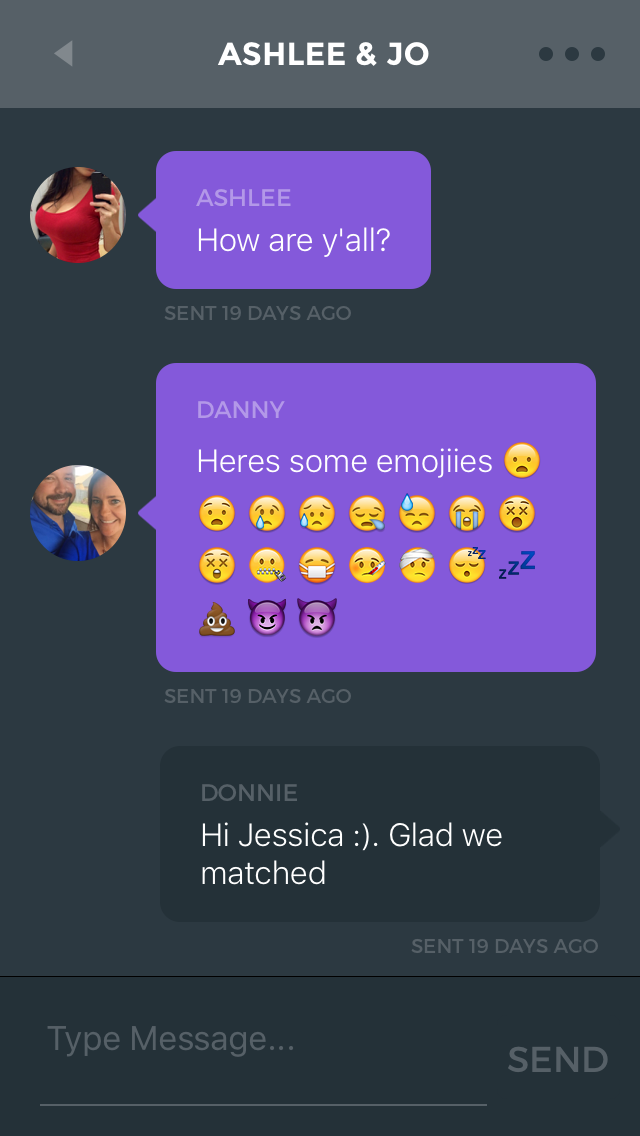 ASHLEE & JO
ASHLEE
How are y'all?
SENT 19 DAYS AGO
DANNY
Heres some emojiies 😦
😧😢😥😪😓😭😵
😵🤐😷🤒🤕😴💤
💩😈👿
SENT 19 DAYS AGO
DONNIE
Hi Jessica :). Glad we
matched
SENT 19 DAYS AGO
Type Message...
SEND